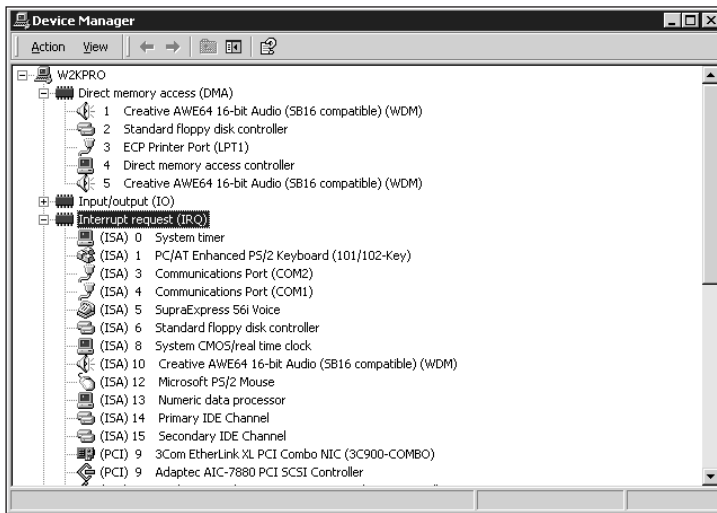 Device Manager
Action View
W2KPRO
Direct memory access (DMA)
1 Creative AWE64 16-bit Audio (SB16 compatible) (WDM)
2 Standard floppy disk controller
3 ECP Printer Port (LPT1)
4 Direct memory access controller
5 Creative AWE64 16-bit Audio (SB16 compatible) (WDM)
Input/output (IO)
Interrupt request (IRQ)
(ISA) 0 System timer
(ISA) 1 PC/AT Enhanced PS/2 Keyboard (101/102-Key)
(ISA) 3 Communications Port (COM2)
(ISA) 4 Communications Port (COM1)
(ISA) 5 SupraExpress 56i Voice
(ISA) 6 Standard floppy disk controller
(ISA) 8 System CMOS/real time clock
(ISA) 10 Creative AWE64 16-bit Audio (SB16 compatible) (WDM)
(ISA) 12 Microsoft PS/2 Mouse
(ISA) 13 Numeric data processor
(ISA) 14 Primary IDE Channel
(ISA) 15 Secondary IDE Channel
(PCI) 9 3Com EtherLink XL PCI Combo NIC (3C900-COMBO)
(PCI) 9 Adaptec AIC-7880 PCI SCSI Controller